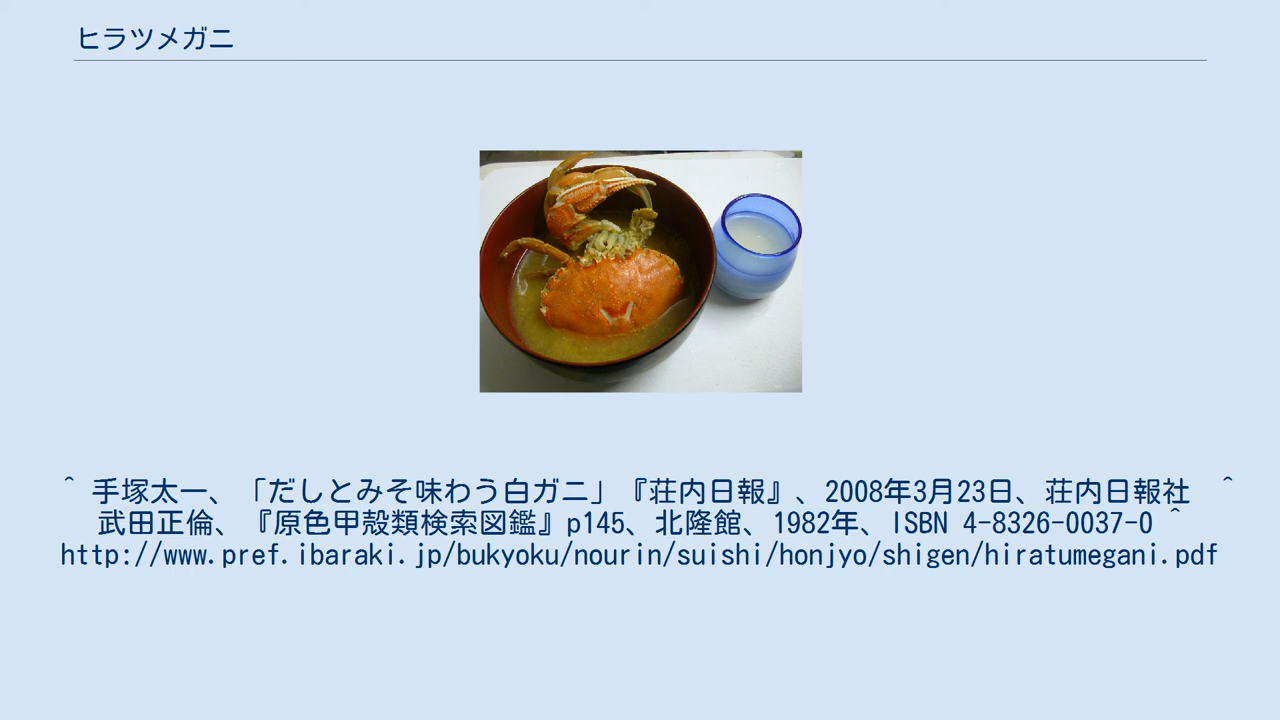 ヒラツメガニ
^ 手塚太一、「だしとみそ味わう白ガニ」『荘内日報』、2008年3月23日、荘内日報社 ^
武田正倫、『原色甲殻類検索図鑑』p145、北隆館、1982年、ISBN 4-8326-0037-0 ^
http://www.pref.ibaraki.jp/bukyoku/nourin/suishi/honjyo/shigen/hiratumegani.pdf